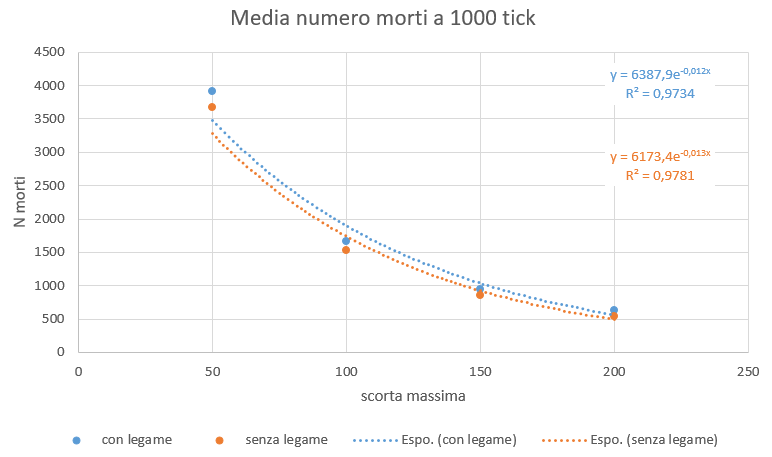 Media numero morti a 1000 tick
4500
4000
3500
3000
2500
2000
1500
1000
500
0
N morti
y = 6387,9e^-0,012x
R² = 0,9734
y = 6173,4e^-0,013x
R² = 0,9781
0 50 100 150 200 250
scorta massima
con legame senza legame Espo. (con legame) Espo. (senza legame)